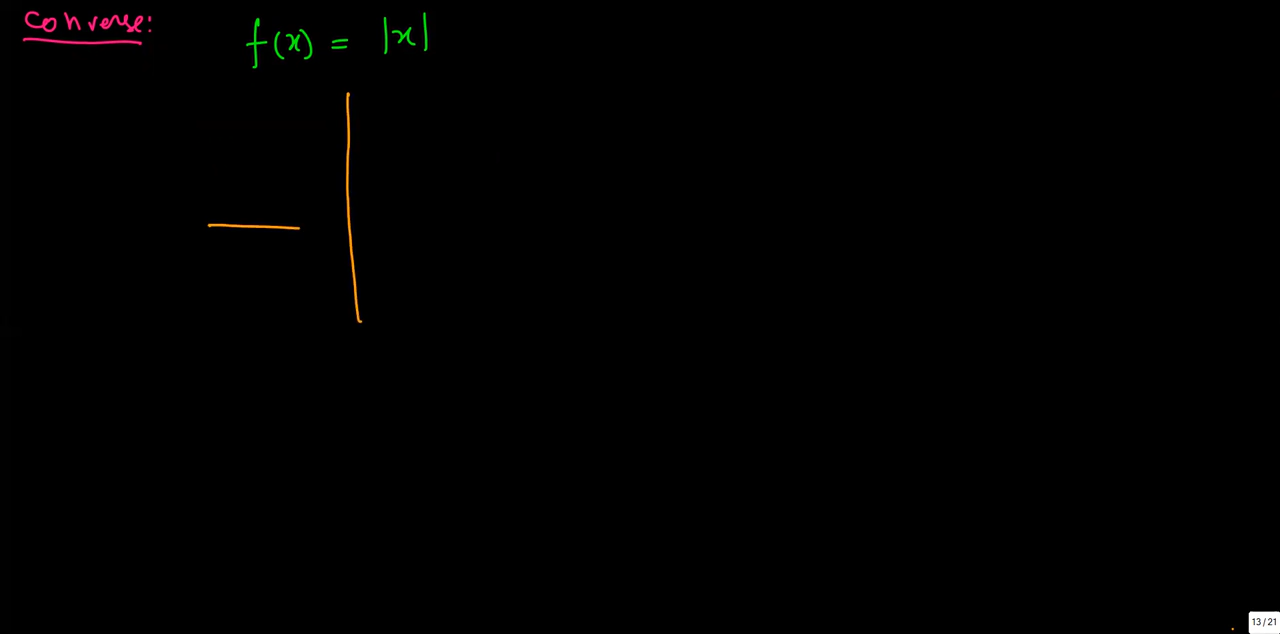 Converse: f(x) = |x|
13 / 21